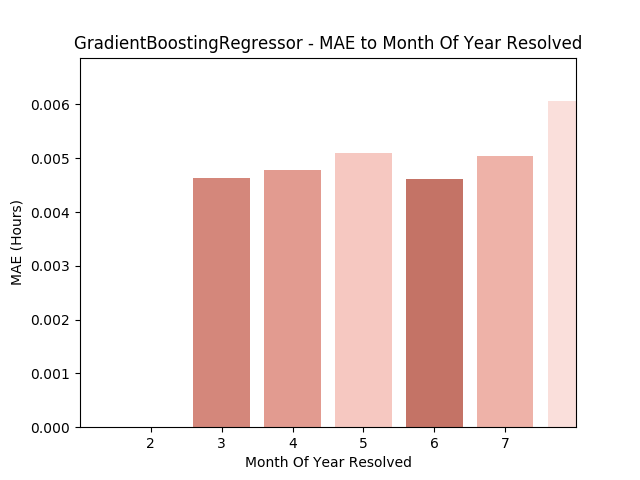 GradientBoostingRegressor - MAE to Month Of Year Resolved
MAE (Hours)
0.006
0.005
0.004
0.003
0.002
0.001
0.000
2 3 4 5 6 7
Month Of Year Resolved